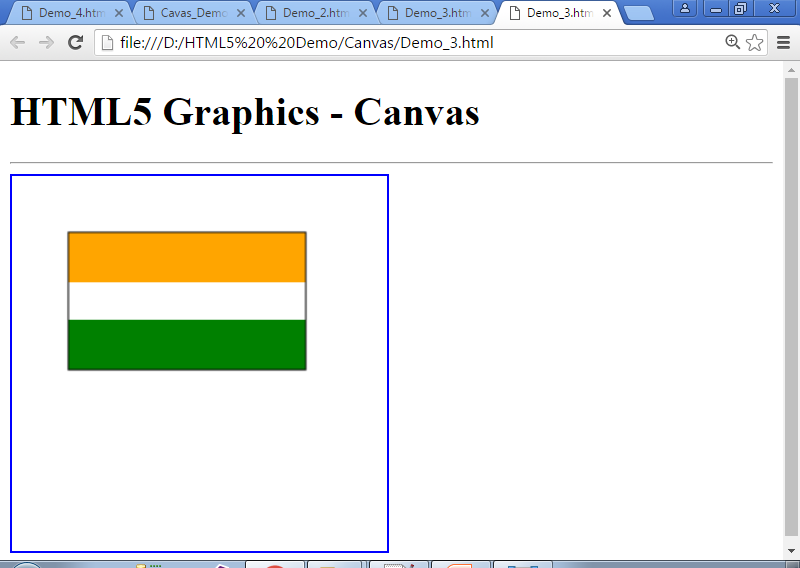 Demo_4.htm Cavas_Demo Demo_2.htm Demo_3.htm Demo_3.htm
file:///D:/HTML5%20%20Demo/Canvas/Demo_3.html
HTML5 Graphics - Canvas